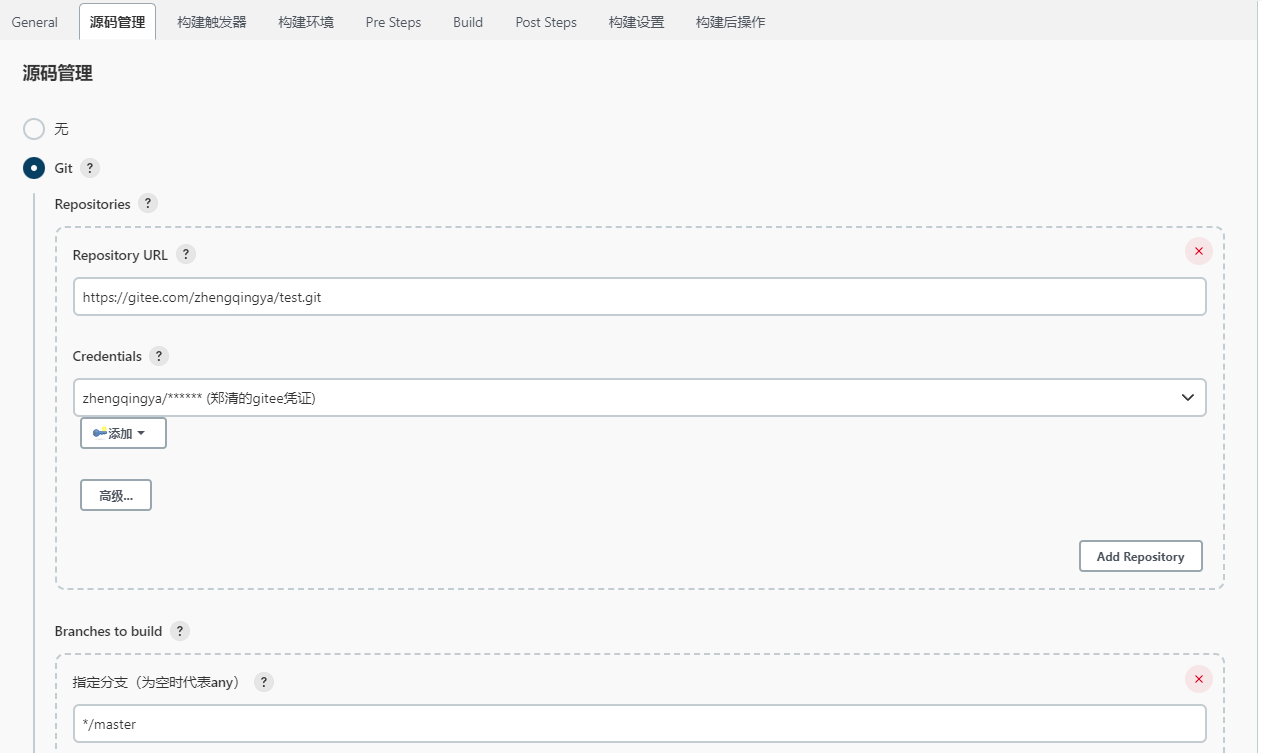 General 源码管理 构建触发器 构建环境 Pre Steps Build Post Steps 构建设置 构建后操作
源码管理
无
Git ?
Repositories ?
Repository URL ?
https://gitee.com/zhengqingya/test.git
Credentials ?
zhengqingya/****** (郑清的gitee凭证)
添加
高级...
Add Repository
Branches to build ?
指定分支（为空时代表any） ?
*/master